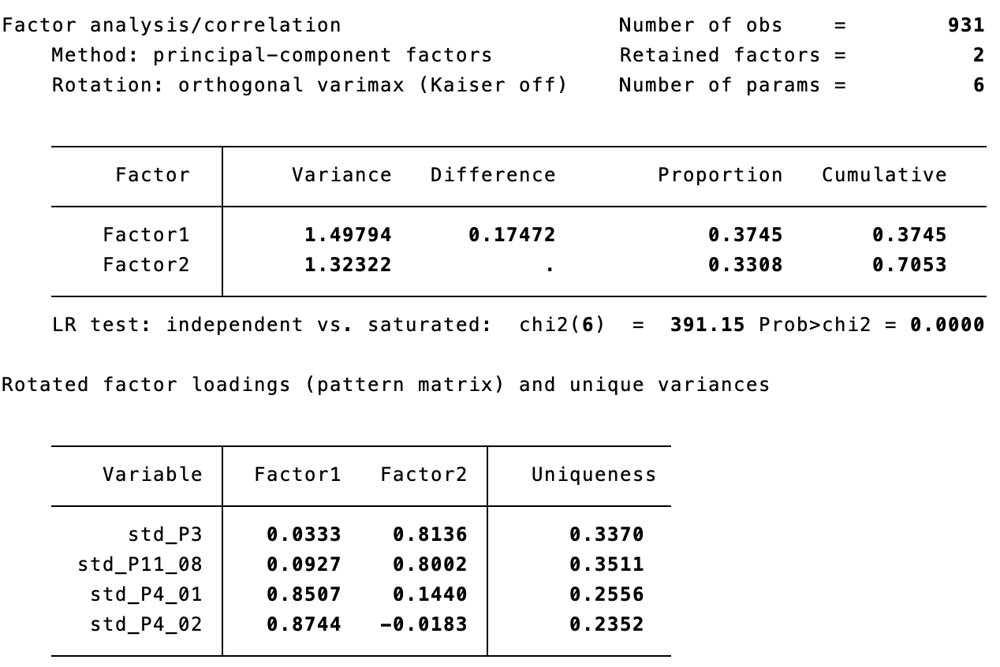 Factor analysis/correlation Number of obs = 931
Method: principal-component factors Retained factors = 2
Rotation: orthogonal varimax (Kaiser off) Number of params = 6
Factor Variance Difference Proportion Cumulative
Factor1 1.49794 0.17472 0.3745 0.3745
Factor2 1.32322 . 0.3308 0.7053
LR test: independent vs. saturated: chi2(6) = 391.15 Prob>chi2 = 0.0000
Rotated factor loadings (pattern matrix) and unique variances
Variable Factor1 Factor2 Uniqueness
std_P3 0.0333 0.8136 0.3370
std_P11_08 0.0927 0.8002 0.3511
std_P4_01 0.8507 0.1440 0.2556
std_P4_02 0.8744 -0.0183 0.2352